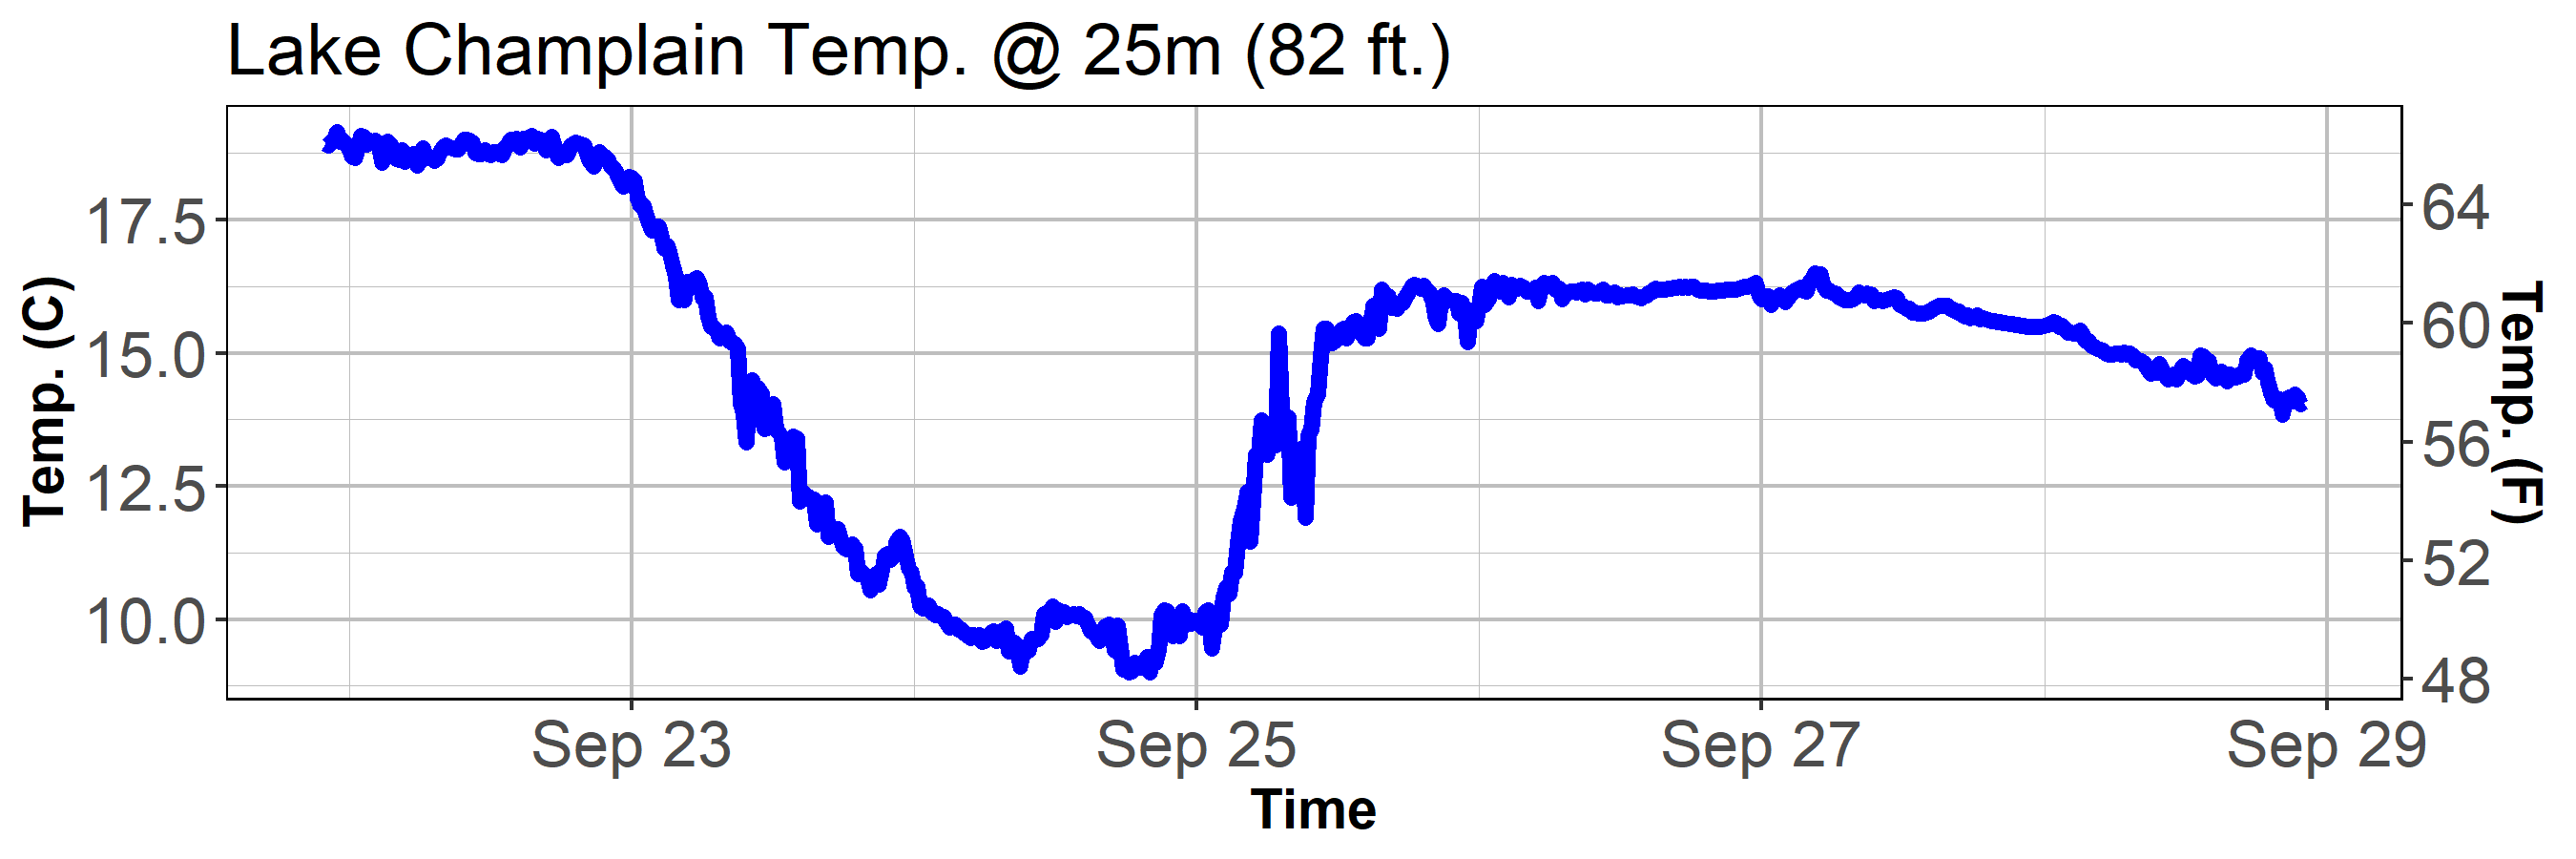 Lake Champlain Temp. @ 25m (82 ft.)
Temp. (C)
17.5
15.0
12.5
10.0
64
60
56
52
48
Temp. (F)
Sep 23 Sep 25 Sep 27 Sep 29
Time